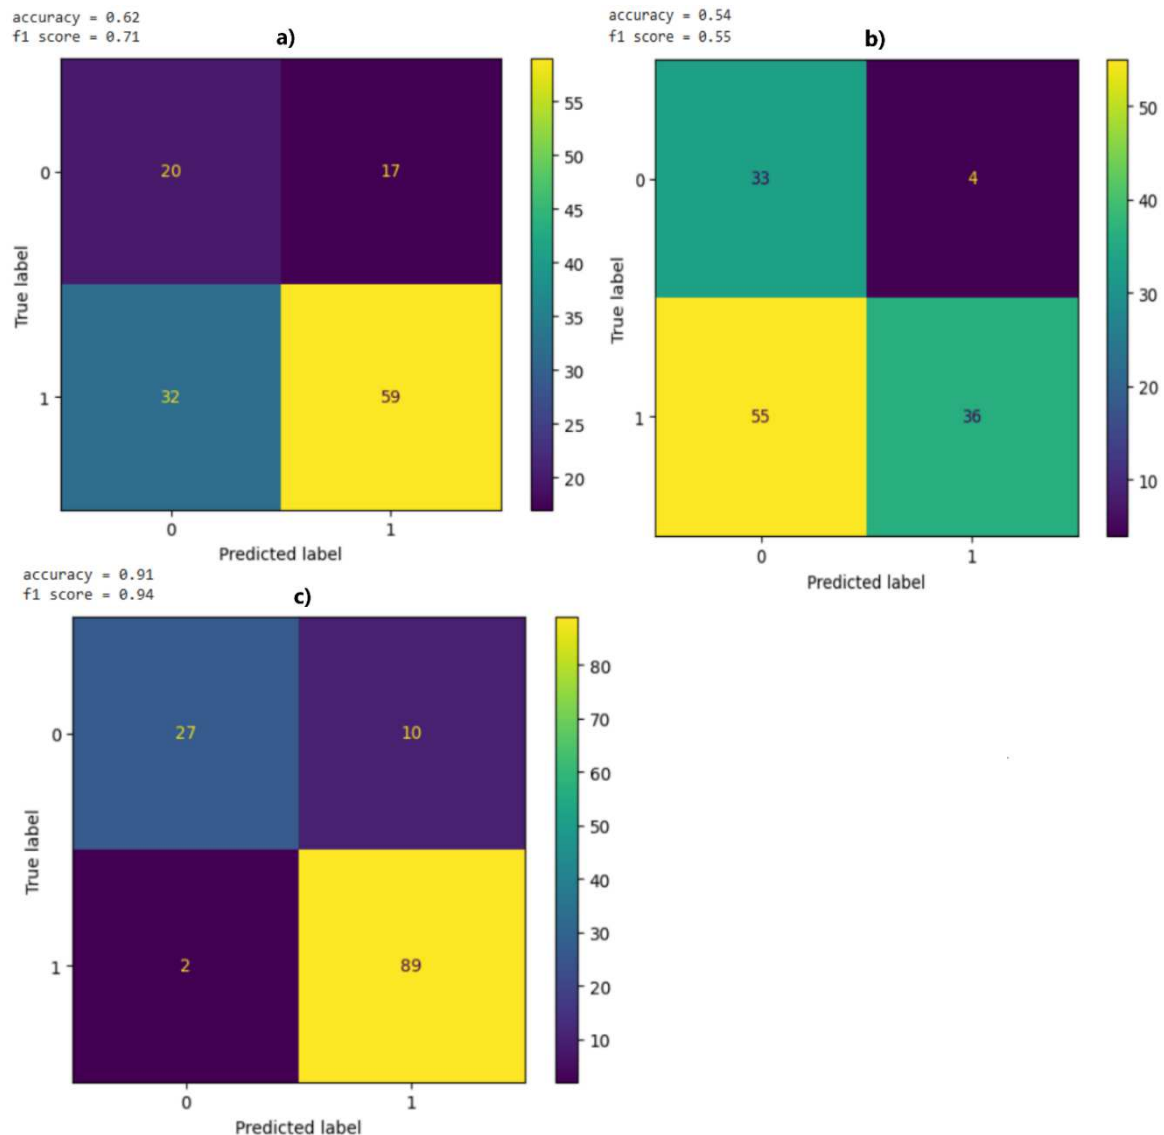 accuracy = 0.62
f1 score = 0.71
a)
20 17
32 59
0
1
0 1
True label
Predicted label
55
50
45
40
35
30
25
20
accuracy = 0.54
f1 score = 0.55
b)
33 4
55 36
0
1
0 1
True label
Predicted label
50
40
30
20
10
accuracy = 0.91
f1 score = 0.94
c)
27 10
2 89
0
1
0 1
True label
Predicted label
80
70
60
50
40
30
20
10